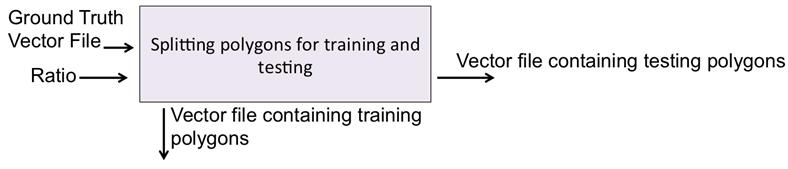 Ground Truth
Vector File
Ratio
Splitting polygons for training and
testing
Vector file containing testing polygons
Vector file containing training
polygons